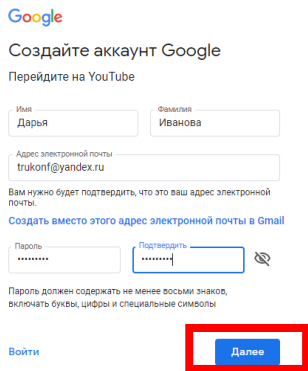 Google
Создайте аккаунт Google
Перейдите на YouTube
Имя Фамилия
Дарья Иванова
Адрес электронной почты
trukonf@yandex.ru
Вам нужно будет подтвердить, что это ваш адрес электронной
почты.
Создать вместо этого адрес электронной почты в Gmail
Пароль Подтвердить
••••••••• •••••••••
Пароль должен содержать не менее восьми знаков,
включать буквы, цифры и специальные символы
Войти Далее